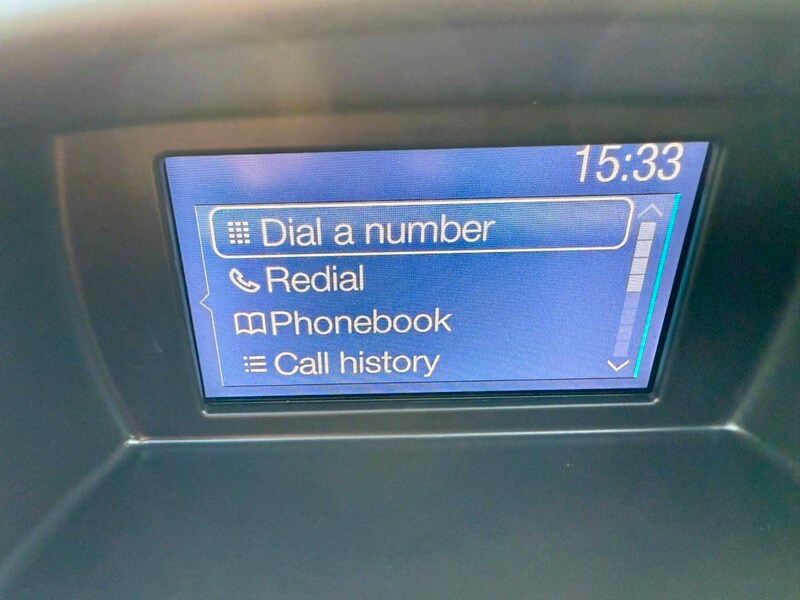 15:33
Dial a number
Redial
Phonebook
Call history